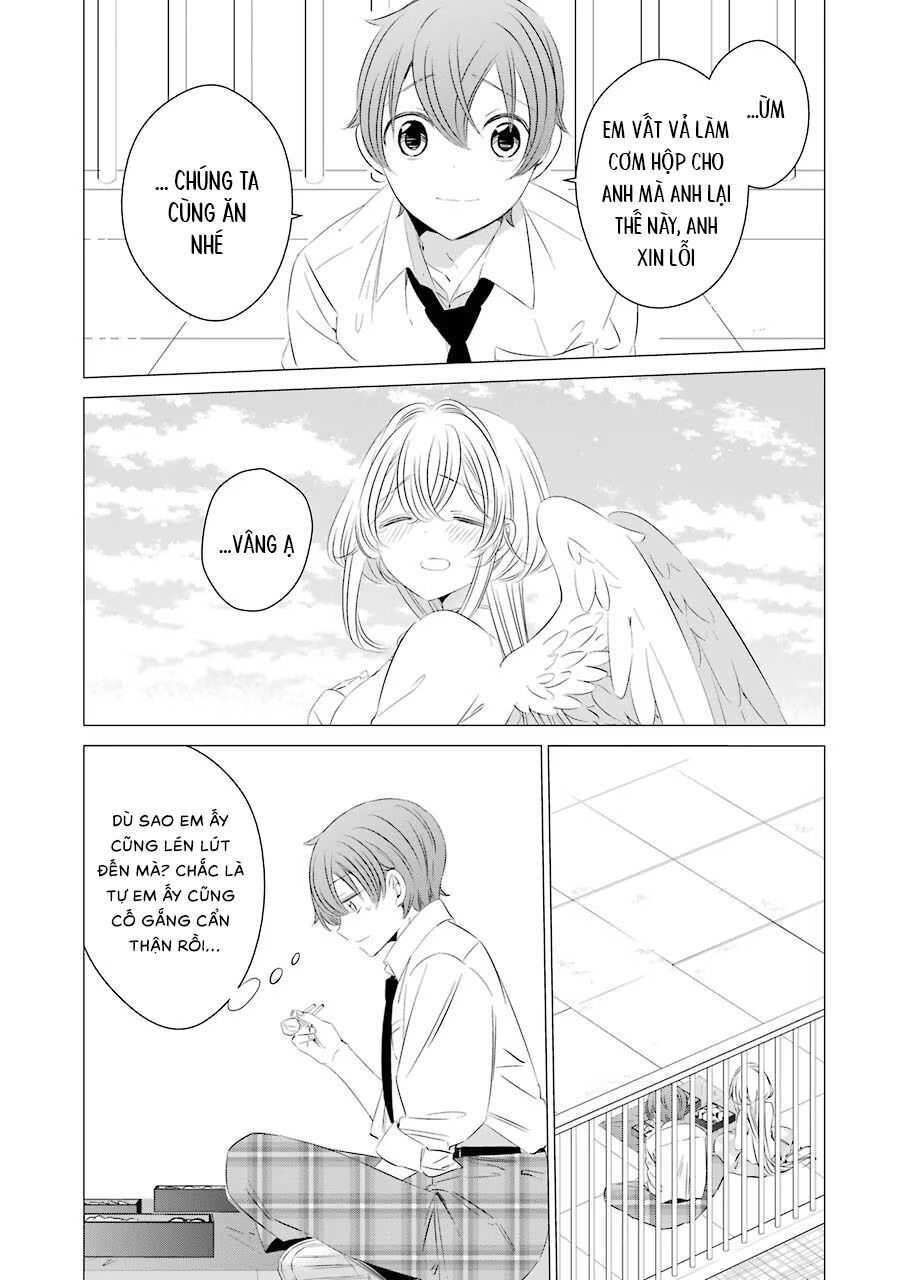 ...ỪM
EM VẤT VẢ LÀM
CƠM HỘP CHO
ANH MÀ ANH LẠI
THẾ NÀY, ANH
XIN LỖI
... CHÚNG TA
CÙNG ĂN
NHÉ
...VÂNG Ạ
DÙ SAO EM ẤY
CŨNG LÉN LÚT
ĐẾN MÀ? CHẮC LÀ
TỰ EM ẤY CŨNG
CỐ GẮNG CẨN
THẬN RỒI...